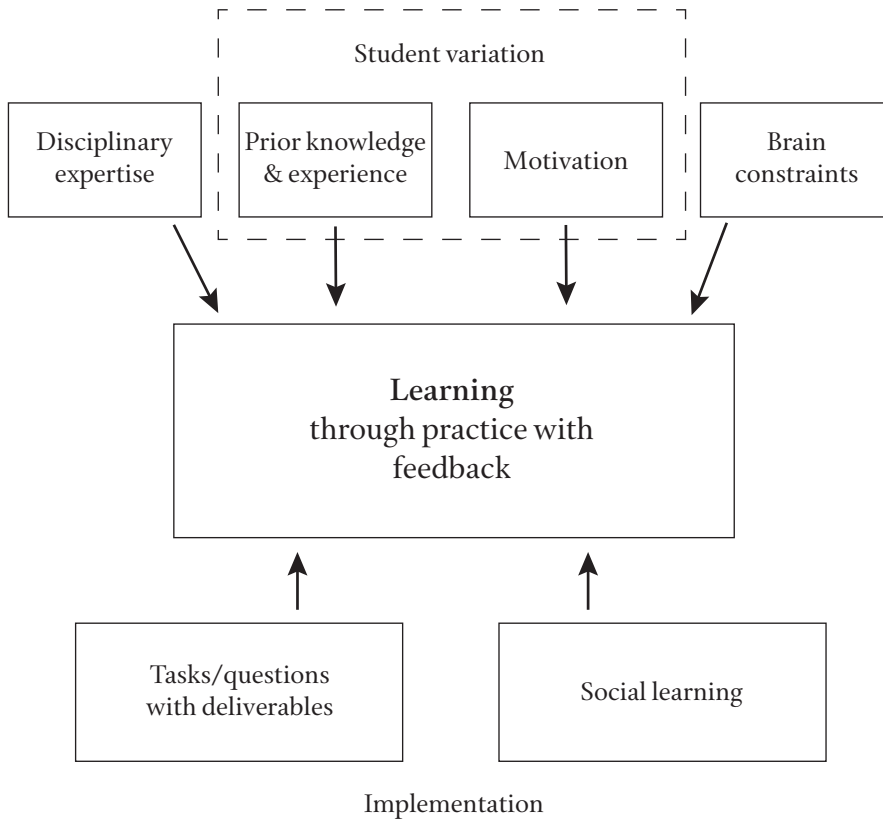 Student variation
Disciplinary
expertise
Prior knowledge
& experience
Motivation
Brain
constraints
Learning
through practice with
feedback
Tasks/questions
with deliverables
Social learning
Implementation